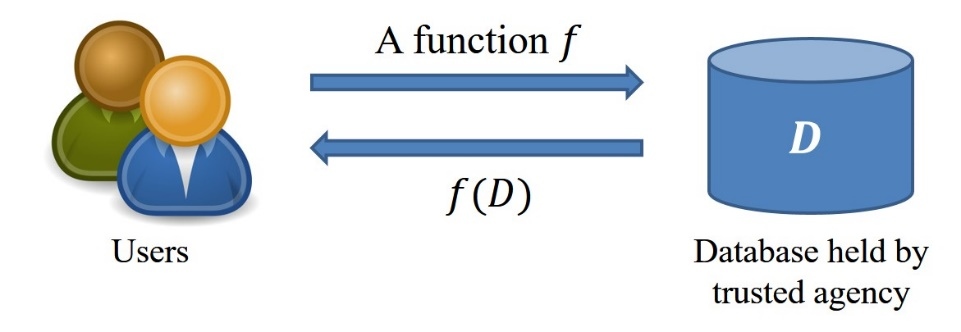 A function f
D
f(D)
Users
Database held by
trusted agency